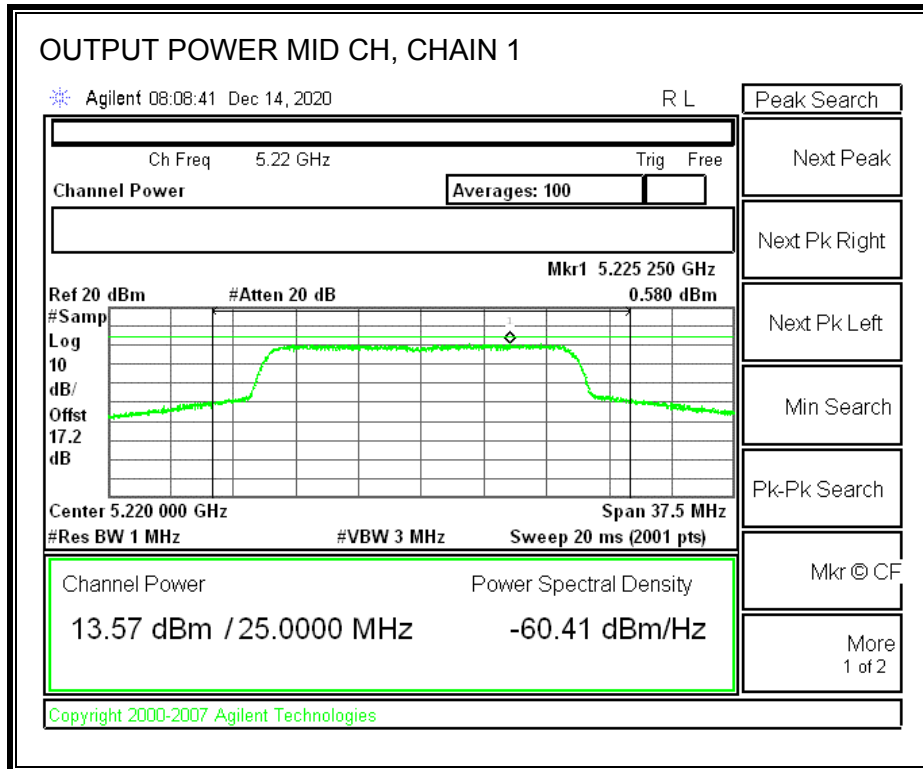 OUTPUT POWER MID CH, CHAIN 1
Agilent 08:08:41 Dec 14, 2020 R L
Peak Search
Ch Freq 5.22 GHz Trig Free
Channel Power Averages: 100
Mkr1 5.225 250 GHz
Ref 20 dBm #Atten 20 dB 0.580 dBm
#Samp
Log
10
dB/
Offst
17.2
dB
1
Center 5.220 000 GHz Span 37.5 MHz
#Res BW 1 MHz #VBW 3 MHz Sweep 20 ms (2001 pts)
Channel Power Power Spectral Density
13.57 dBm / 25.0000 MHz -60.41 dBm/Hz
Copyright 2000-2007 Agilent Technologies
Next Peak
Next Pk Right
Next Pk Left
Min Search
Pk-Pk Search
Mkr © CF
More
1 of 2